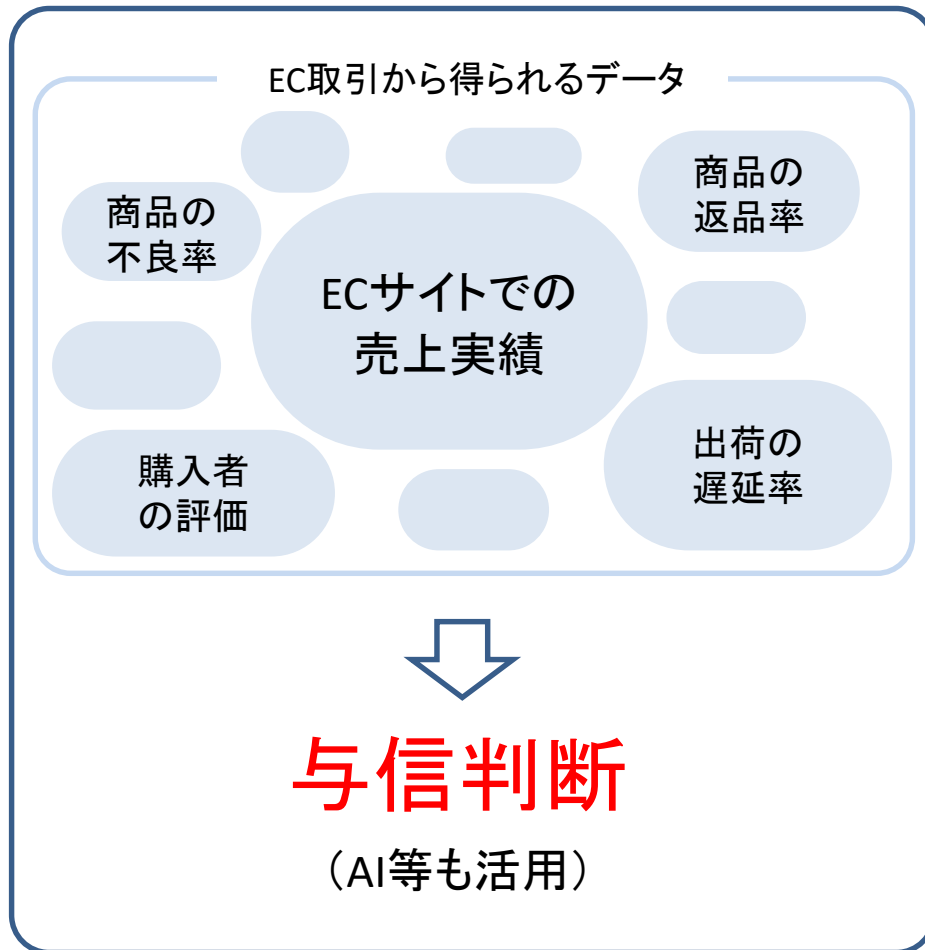 EC取引から得られるデータ
商品の
不良率
商品の
返品率
ECサイトでの
売上実績
購入者
の評価
出荷の
遅延率
与信判断
（AI等も活用）